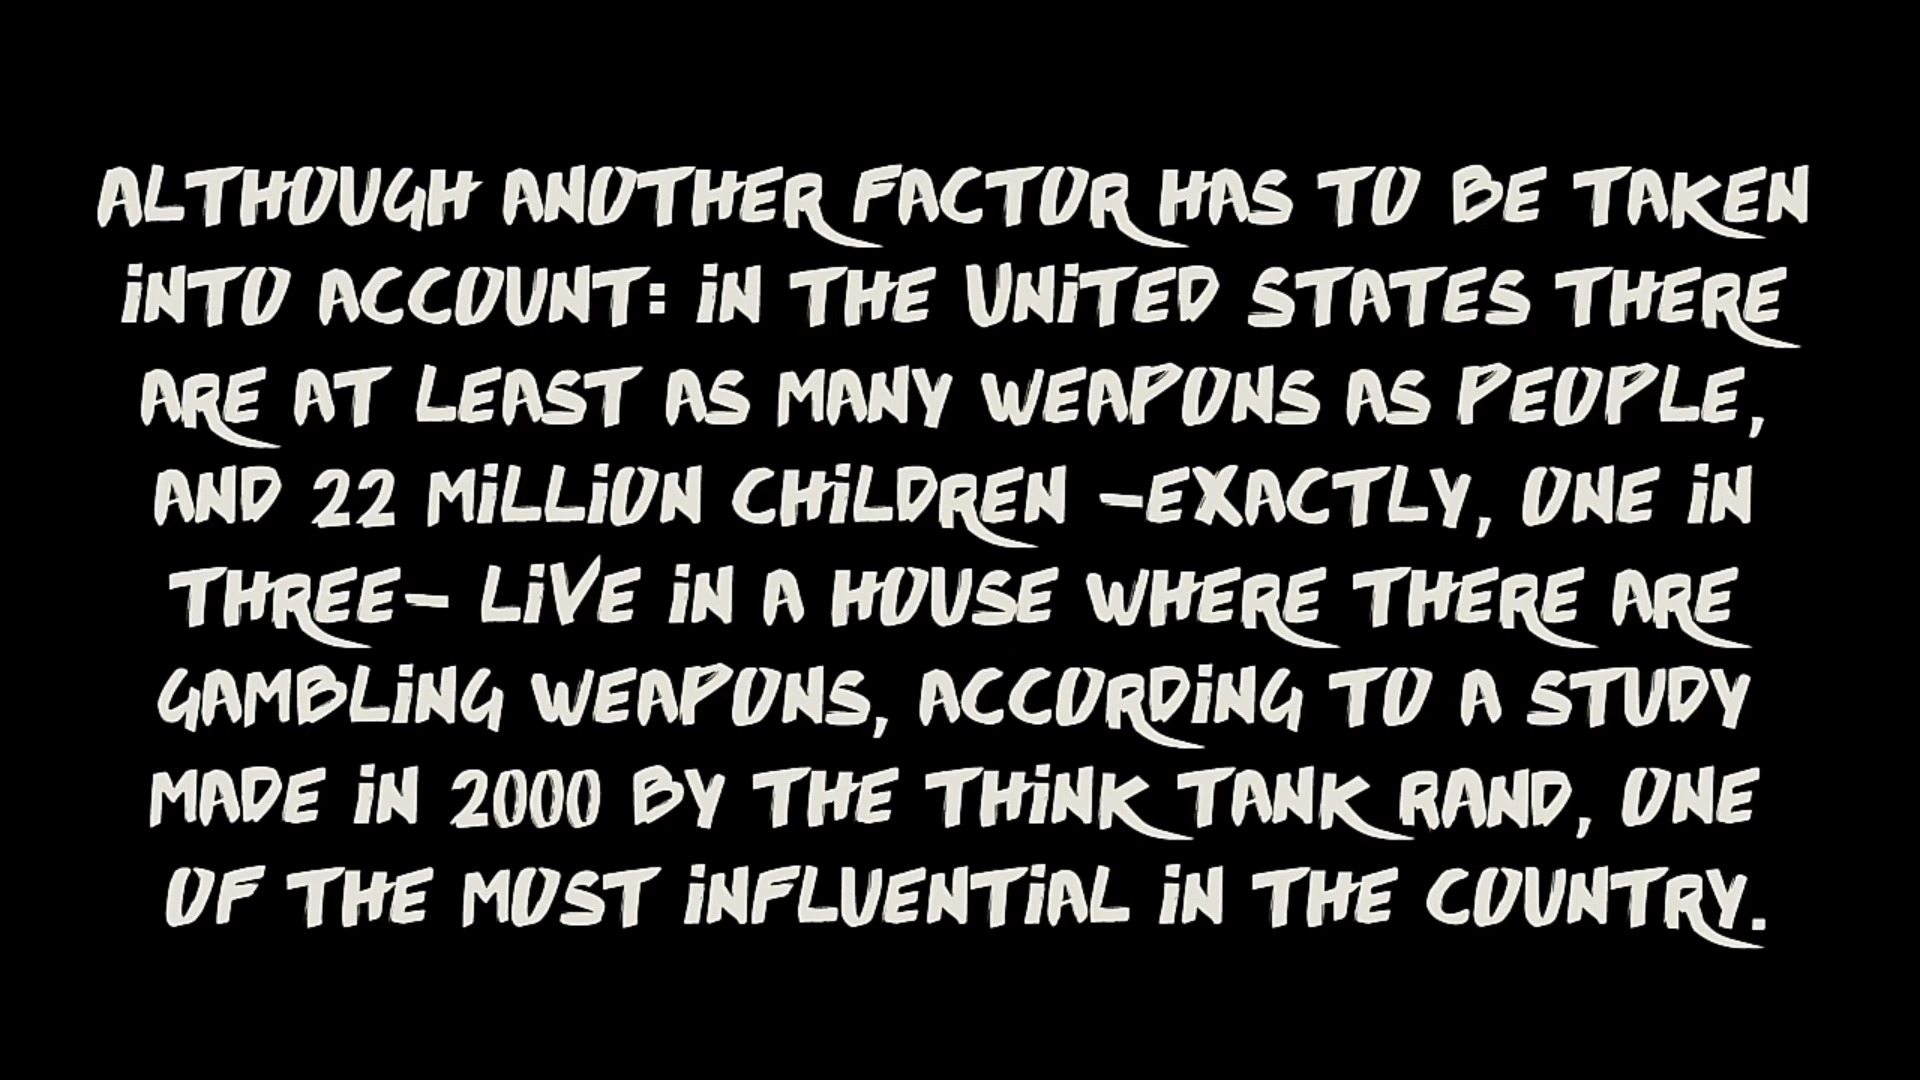 ALTHOUGH ANOTHER FACTOR HAS TO BE TAKEN
INTO ACCOUNT: IN THE UNITED STATES THERE
ARE AT LEAST AS MANY WEAPONS AS PEOPLE,
AND 22 MILLION CHILDREN -EXACTLY, ONE IN
THREE- LIVE IN A HOUSE WHERE THERE ARE
GAMBLING WEAPONS, ACCORDING TO A STUDY
MADE IN 2000 BY THE THINK TANK RAND, ONE
OF THE MOST INFLUENTIAL IN THE COUNTRY.